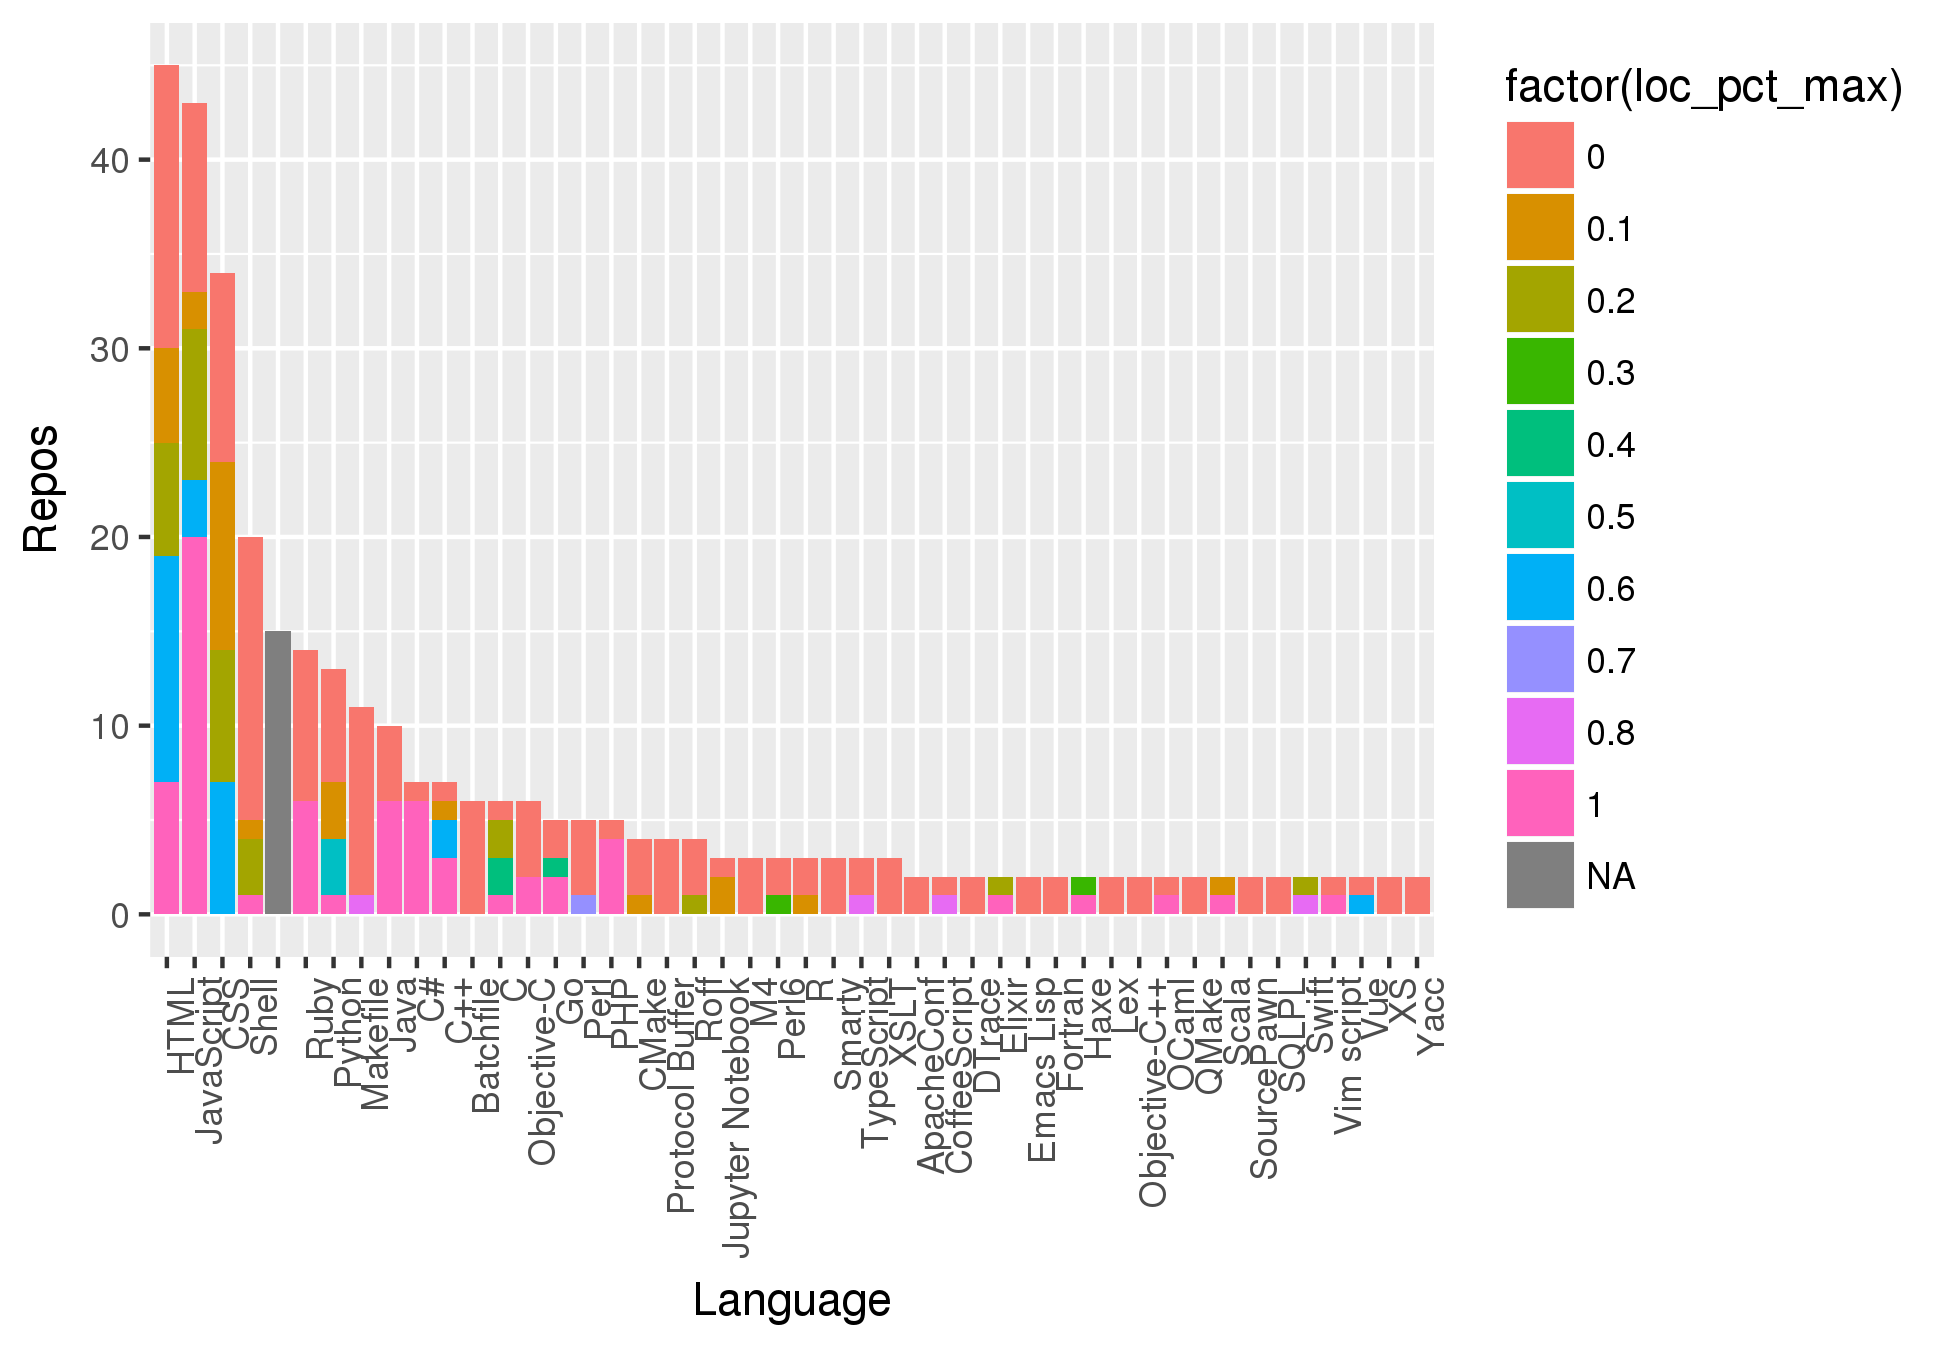 factor(loc_pct_max)
0
0.1
0.2
0.3
0.4
0.5
0.6
0.7
0.8
1
NA
40
30
20
10
0
Repos
HTML
JavaScript
CSS
Shell
Ruby
Python
Makefile
Java
C#
C++
Batchfile
C
Objective-C
Go
Perl
PHP
CMake
Protocol Buffer
Roff
Jupyter Notebook
M4
Perl6
R
Smarty
TypeScript
XSLT
ApacheConf
CoffeeScript
DTrace
Elixir
Emacs Lisp
Fortran
Haxe
Lex
Objective-C++
OCaml
QMake
Scala
SourcePawn
SQLPL
Swift
Vim script
Vue
XS
Yacc
Language